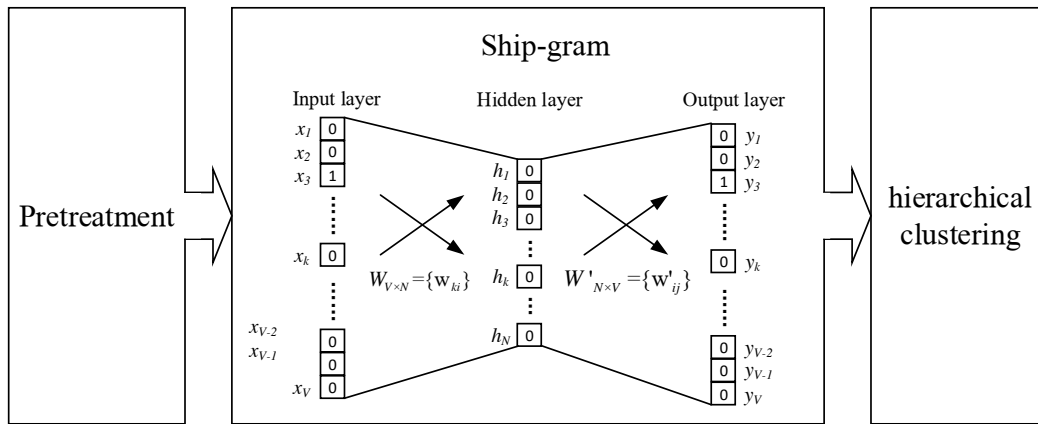 Pretreatment
Ship-gram
Input layer
Hidden layer
Output layer
x1 0
x2 0
x3 1
xk 0
xV-2 0
xV-1 0
xV 0
WV×N={wki}
h1 0
h2 0
h3 0
hk 0
hN 0
W'N×V={w'ij}
0 y1
0 y2
1 y3
0 yk
0 yV-2
0 yV-1
0 yV
hierarchical
clustering